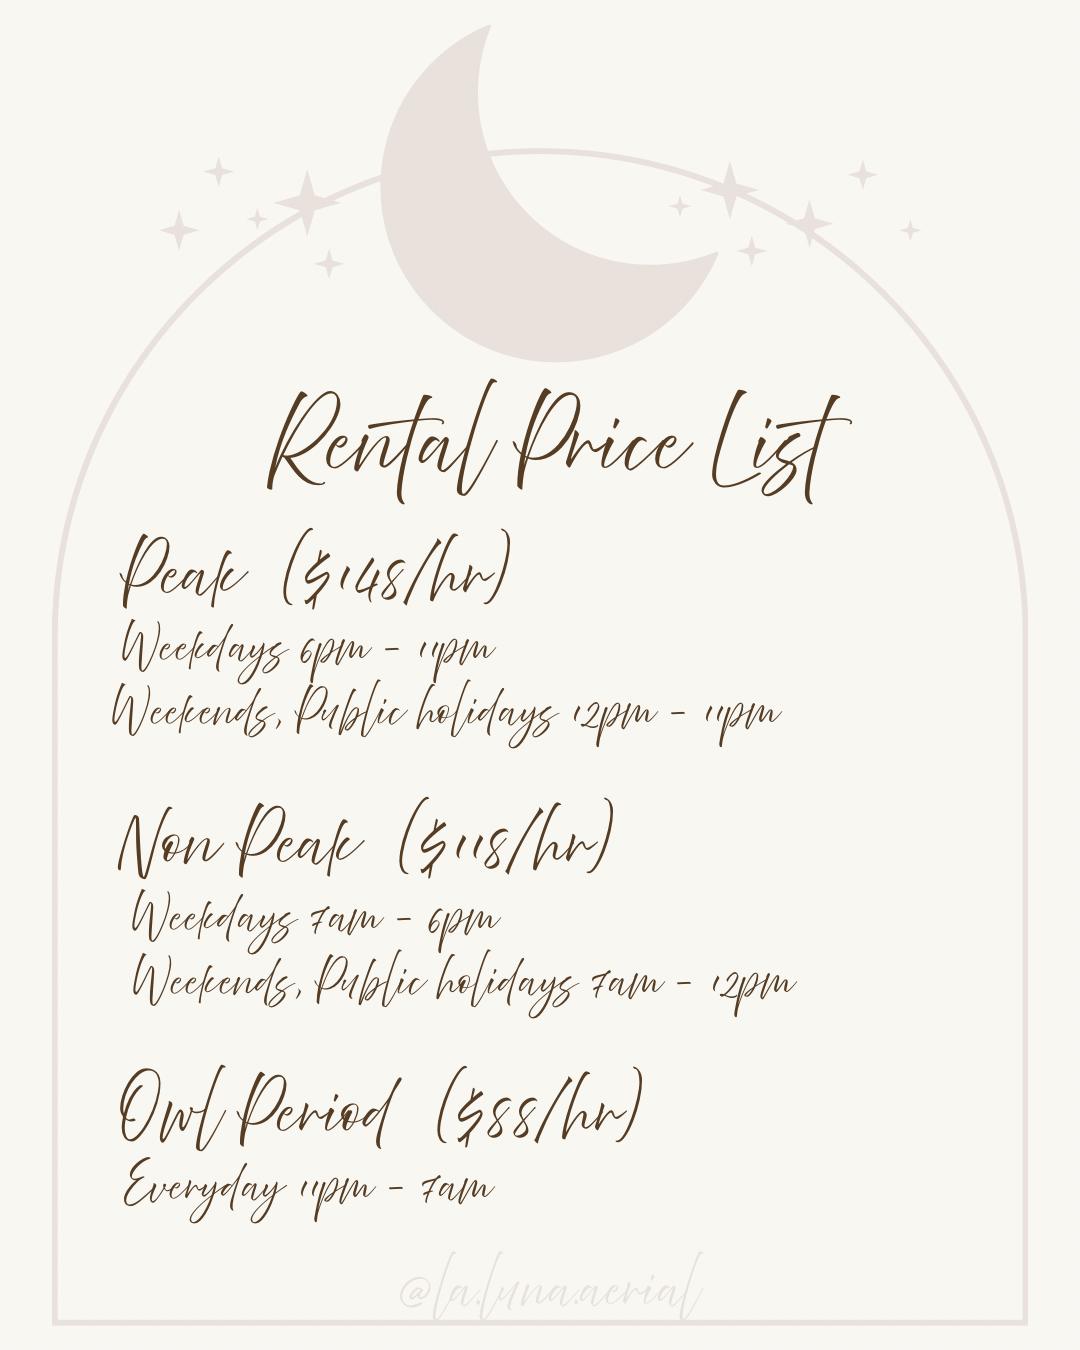 Rental Price List
Peak ($148/hr)
Weekdays 6pm - 11pm
Weekends, Public holidays 12pm - 11pm
Non Peak ($118/hr)
Weekdays 7am - 6pm
Weekends, Public holidays 7am - 12pm
Owl Period ($88/hr)
Everyday 11pm - 7am
@la.luna.aerial